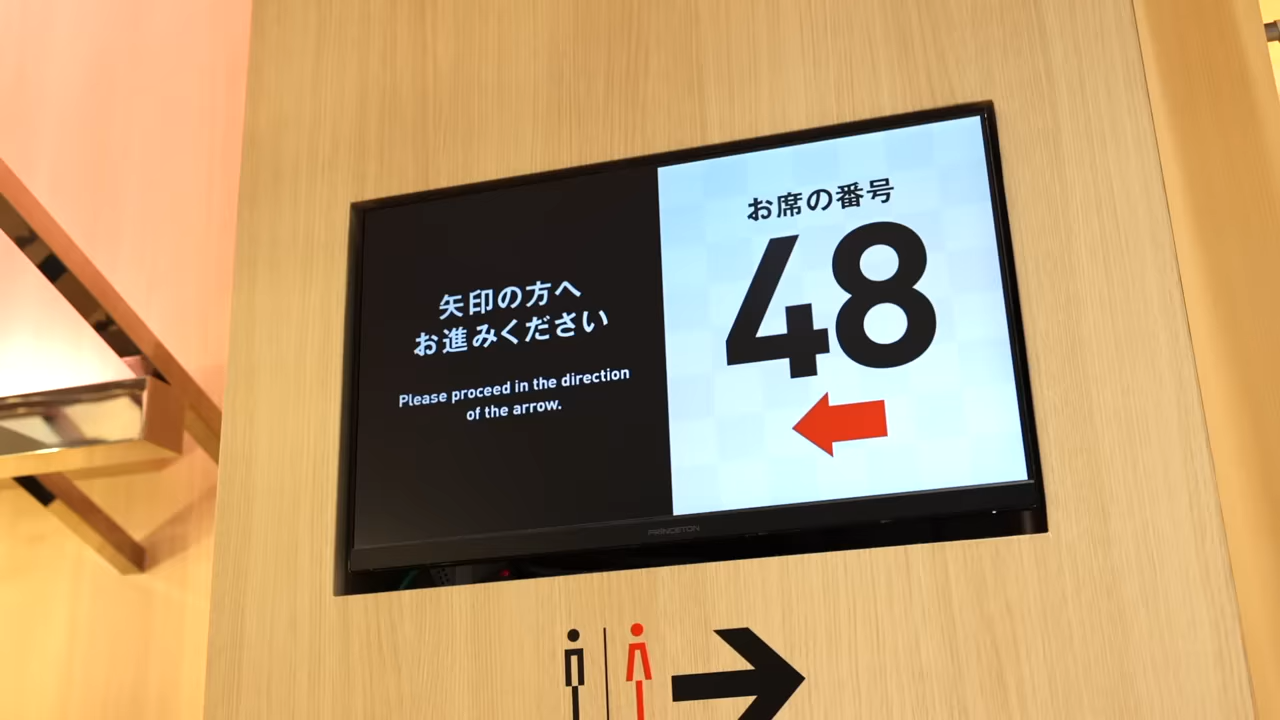 矢印の方へ
お進みください
Please proceed in the direction
of the arrow.
お席の番号
48
PRINCETON